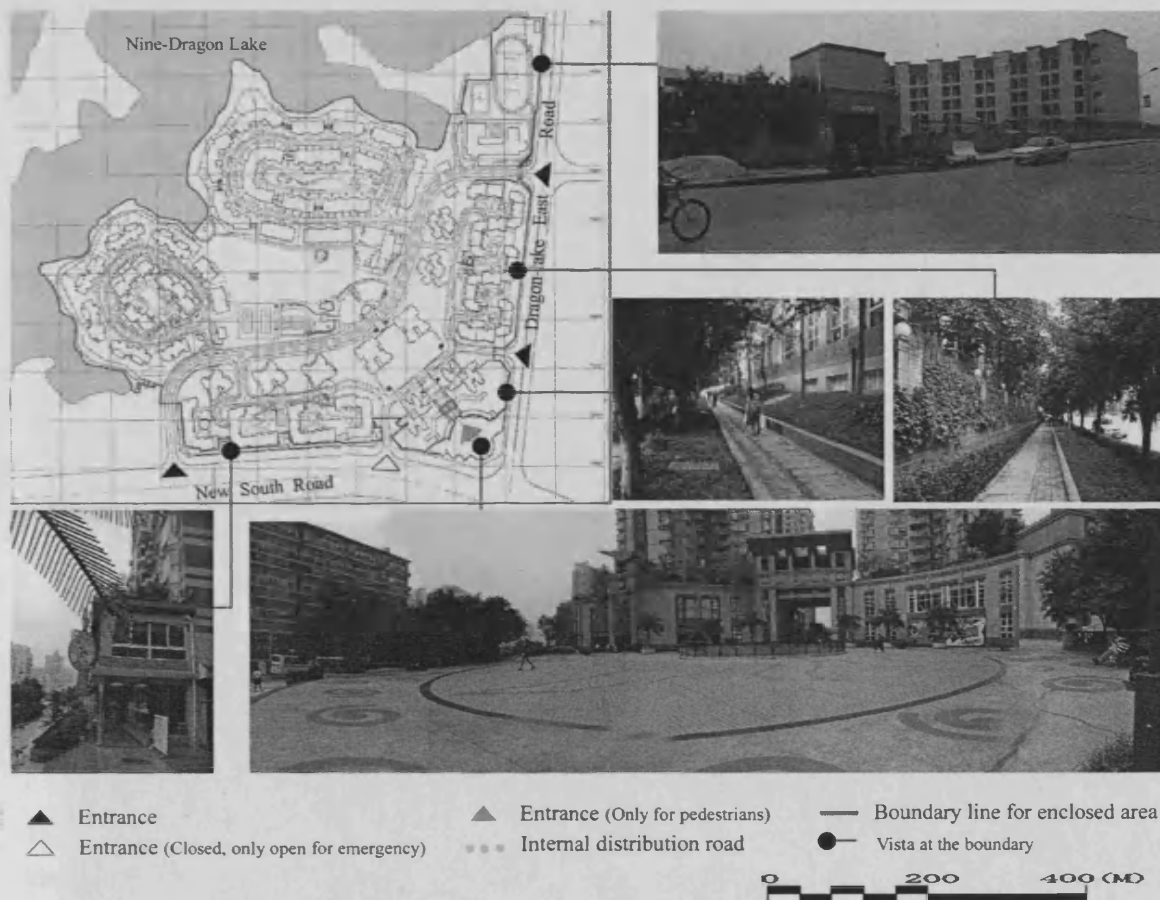 Nine-Dragon Lake
Dragon-lake East Road
New South Road
Entrance
Entrance (Closed, only open for emergency)
Entrance (Only for pedestrians)
Internal distribution road
Boundary line for enclosed area
Vista at the boundary
0 200 400 (M)